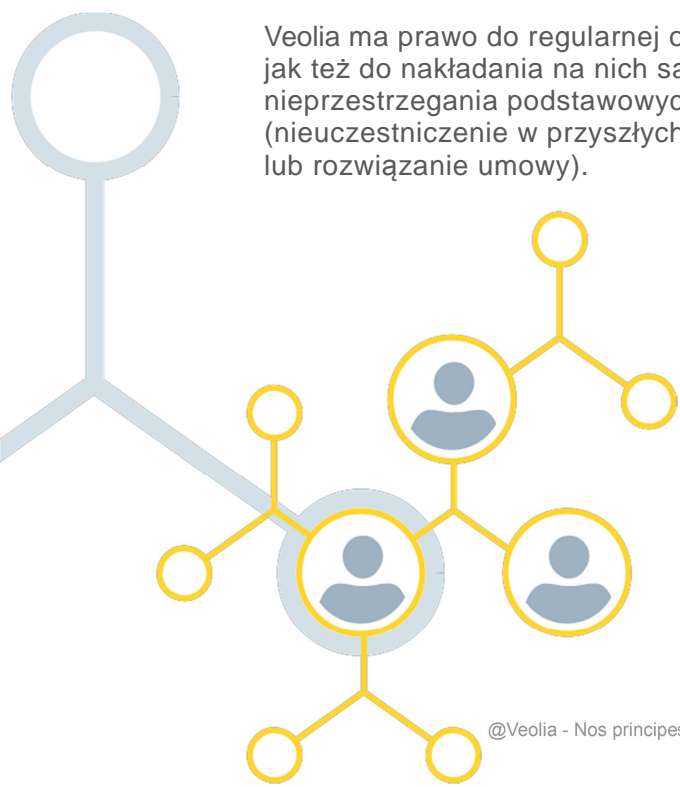 Veolia ma prawo do regularnej
jak też do nakładania na nich
nieprzestrzegania
(nieuczestniczenie w przyszłych
lub rozwiązanie umowy).
@Veolia - Nos principes